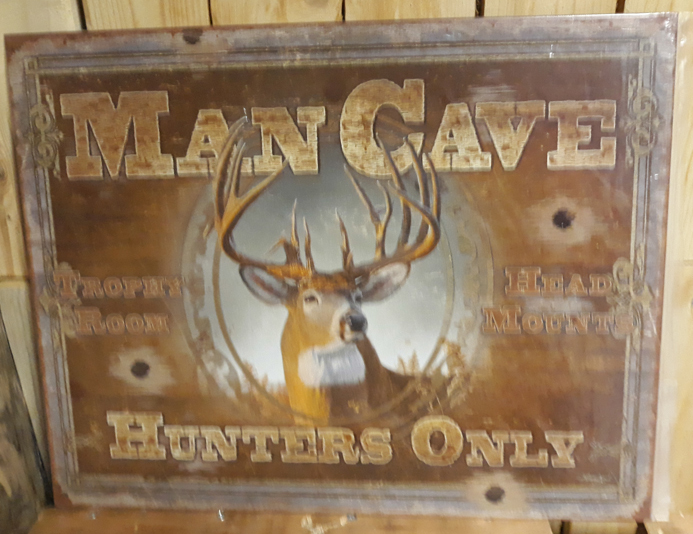 MAN CAVE
TROPHY
ROOM
HEAD
MOUNTS
HUNTERS ONLY